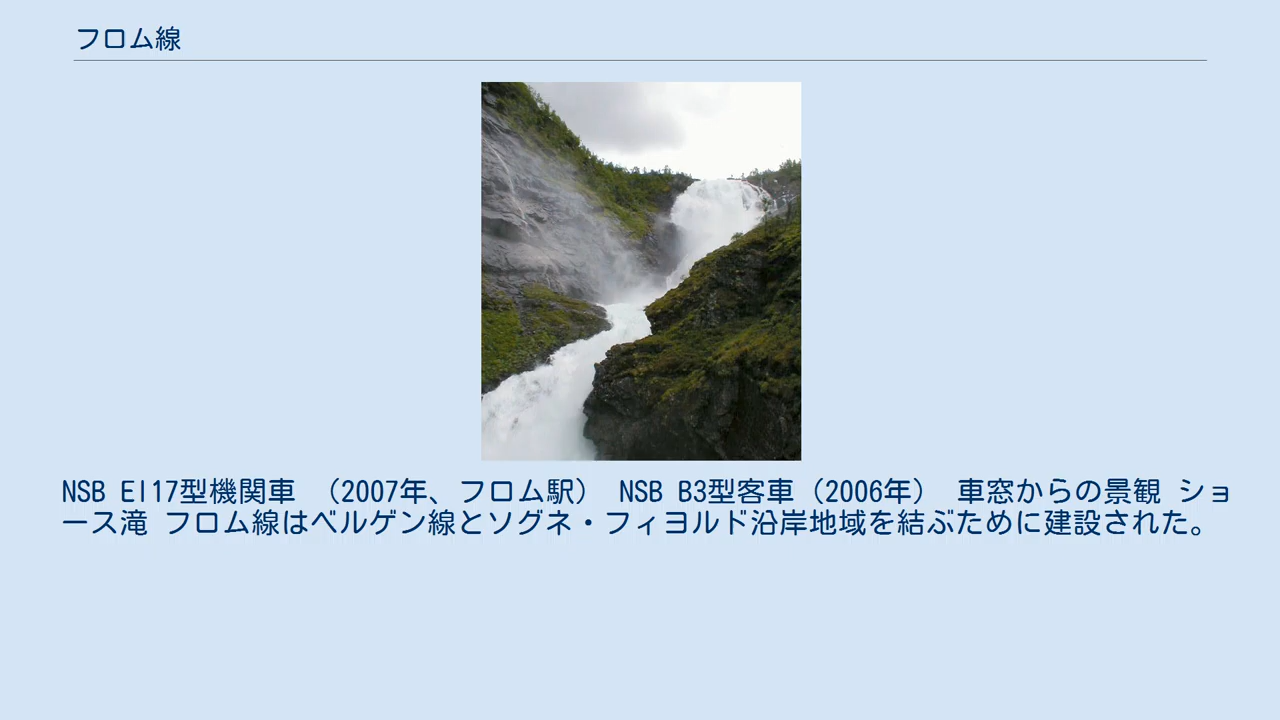 フロム線
NSB El17型機関車 （2007年、フロム駅） NSB B3型客車（2006年） 車窓からの景観 ショ
ース滝 フロム線はベルゲン線とソグネ・フィヨルド沿岸地域を結ぶために建設された。